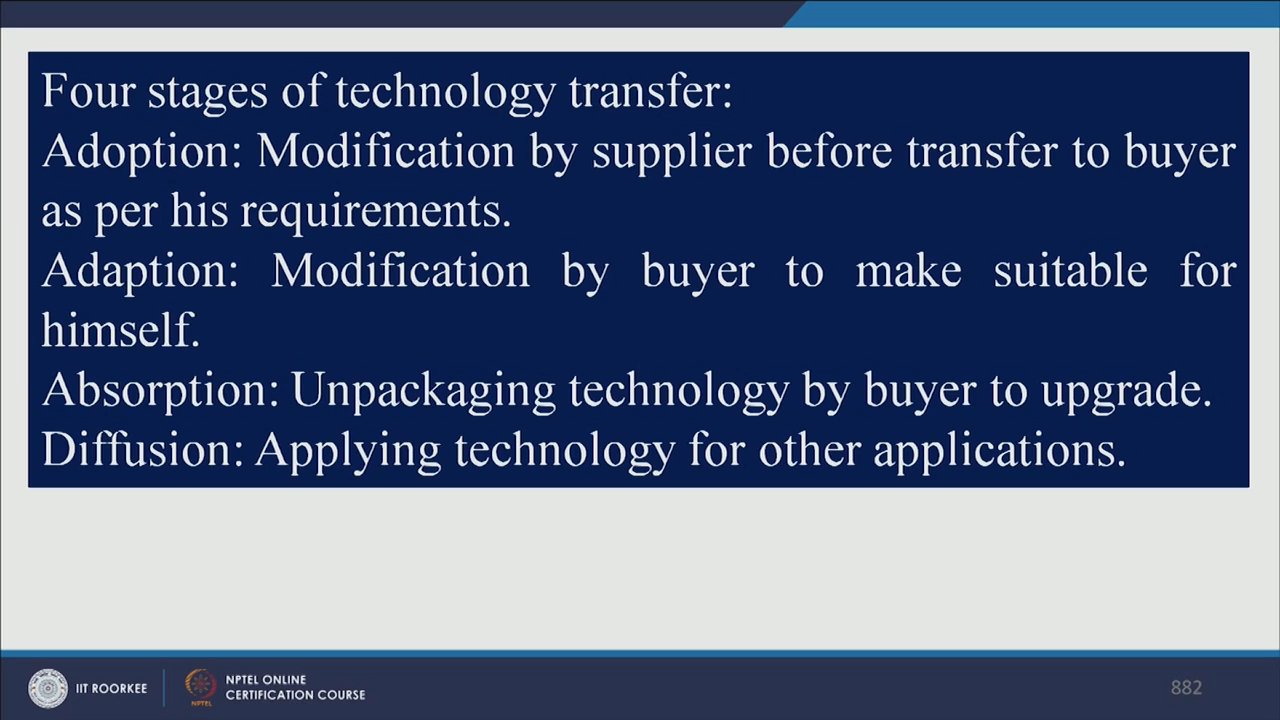 Four stages of technology transfer:
Adoption: Modification by supplier before transfer to buyer
as per his requirements.
Adaption: Modification by buyer to make suitable for
himself.
Absorption: Unpackaging technology by buyer to upgrade.
Diffusion: Applying technology for other applications.
IIT ROORKEE
NPTEL
NPTEL ONLINE
CERTIFICATION COURSE
882